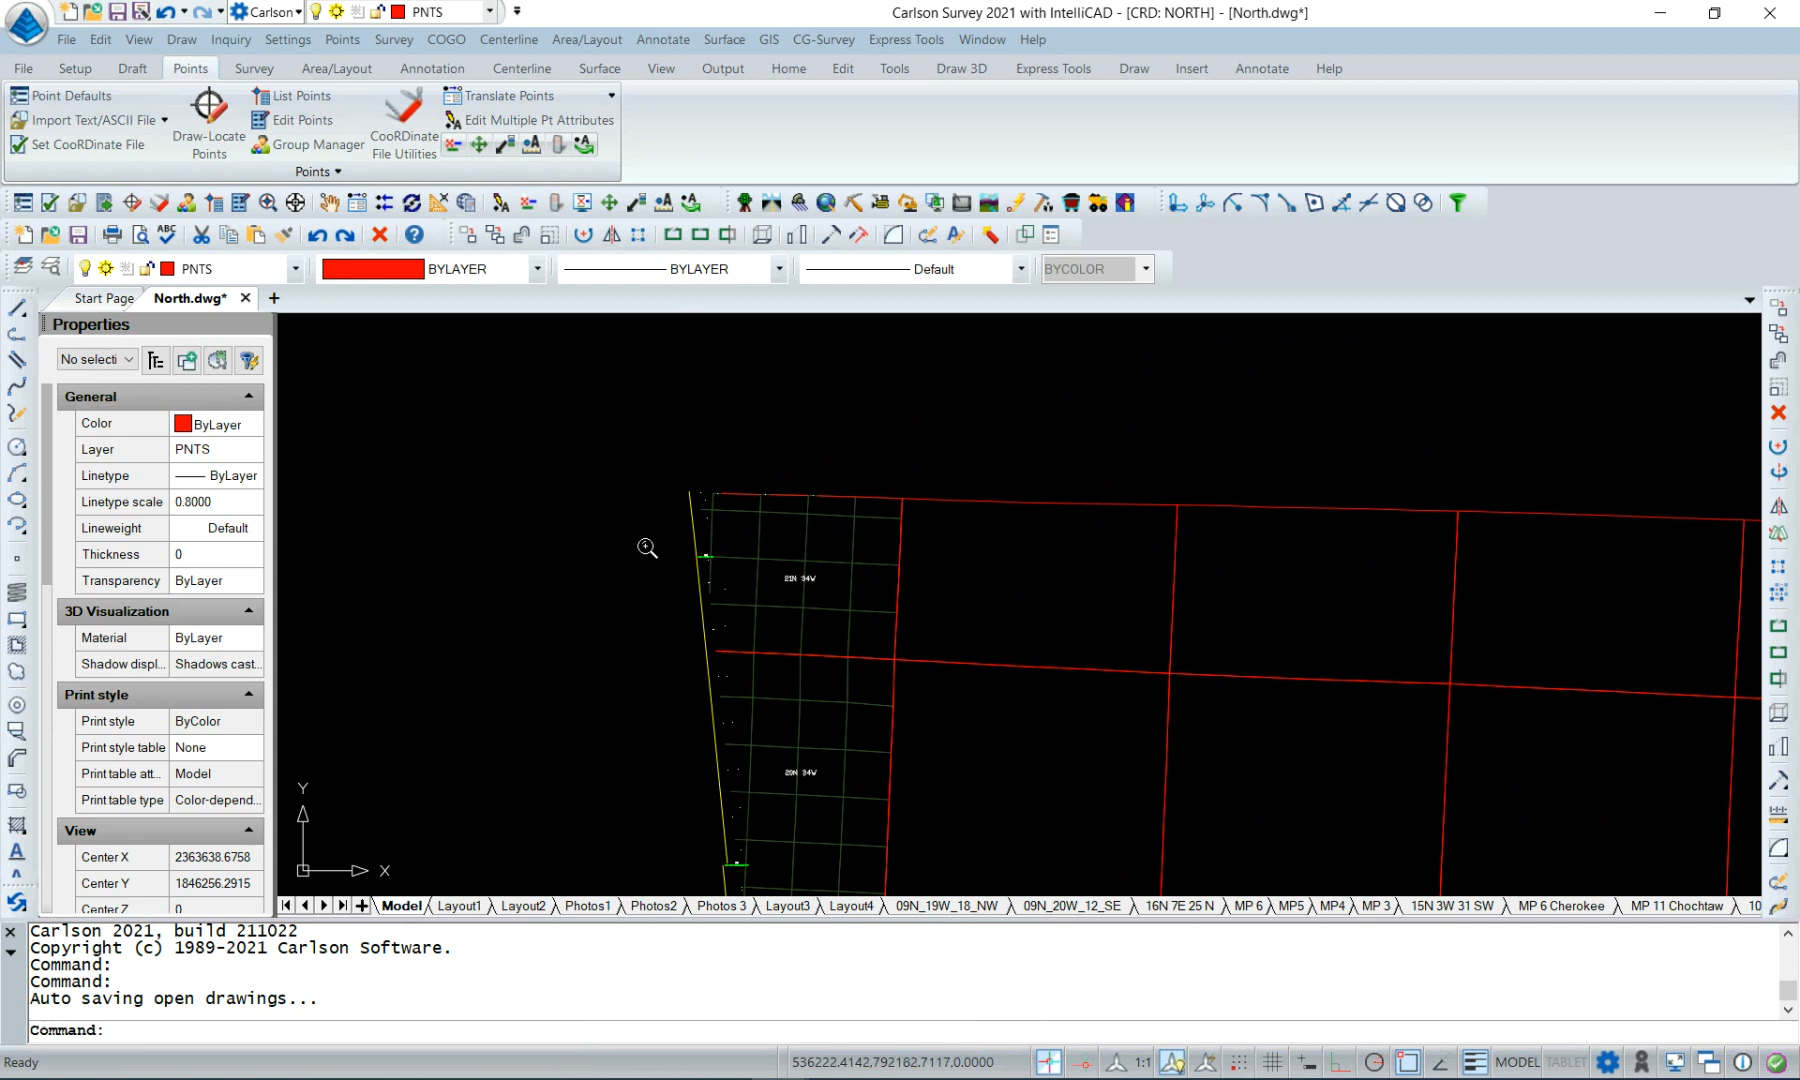 Carlson PNTS Carlson Survey 2021 with IntelliCAD - [CRD: NORTH] - [North.dwg*]
File Edit View Draw Inquiry Settings Points Survey COGO Centerline Area/Layout Annotate Surface GIS CG-Survey Express Tools Window Help
File Setup Draft Points Survey Area/Layout Annotation Centerline Surface View Output Home Edit Tools Draw 3D Express Tools Draw Insert Annotate Help
Point Defaults List Points Translate Points
Import Text/ASCII File Edit Points Edit Multiple Pt Attributes
Set CooRDinate File Draw-Locate Points Group Manager CooRDinate File Utilities
Points
PNTS BYLAYER BYLAYER Default BYCOLOR
Start Page North.dwg*
Properties
No selecti
General
Color ByLayer
Layer PNTS
Linetype ByLayer
Linetype scale 0.8000
Lineweight Default
Thickness 0
Transparency ByLayer
3D Visualization
Material ByLayer
Shadow displ... Shadows cast...
Print style
Print style ByColor
Print style table None
Print table att... Model
Print table type Color-depend...
View
Center X 2363638.6758
Center Y 1846256.2915
Center Z 0
21N 34W
20N 34W
Y
X
Model Layout1 Layout2 Photos1 Photos2 Photos 3 Layout3 Layout4 09N_19W_18_NW 09N_20W_12_SE 16N 7E 25 N MP 6 MP5 MP4 MP 3 15N 3W 31 SW MP 6 Cherokee MP 11 Chochtaw 10
Carlson 2021, build 211022
Copyright (c) 1989-2021 Carlson Software.
Command:
Command:
Auto saving open drawings...
Command:
Ready 536222.4142,792182.7117,0.0000 1:1 MODEL TABLET